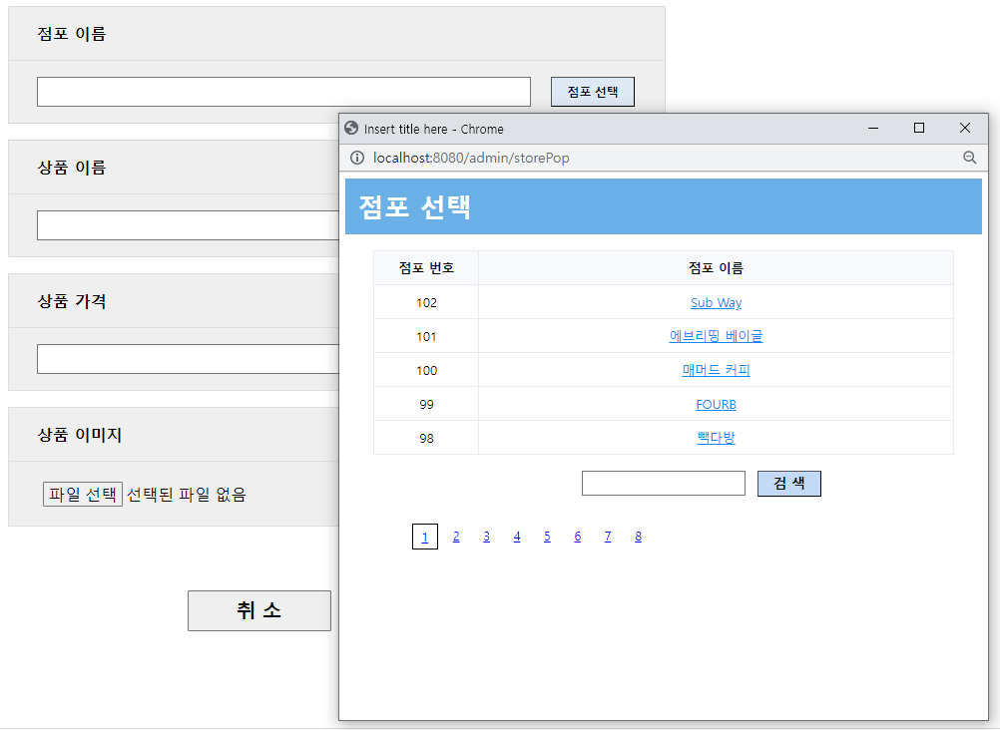 점포 이름
점포 선택
상품 이름
상품 가격
상품 이미지
파일 선택 선택된 파일 없음
취 소
Insert title here - Chrome
localhost:8080/admin/storePop
점포 선택
점포 번호 점포 이름
102 Sub Way
101 에브리띵 베이글
100 매머드 커피
99 FOURB
98 빽다방
검 색
1 2 3 4 5 6 7 8